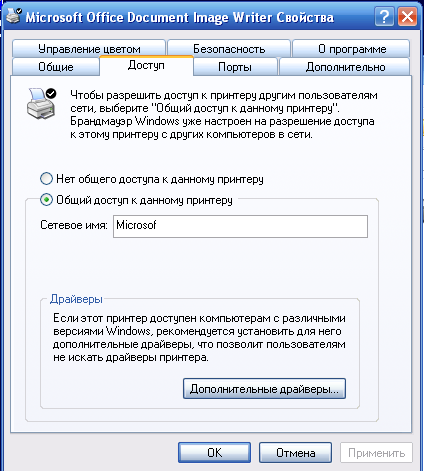 Microsoft Office Document Image Writer Свойства
Управление цветом Безопасность О программе
Общие Доступ Порты Дополнительно
Чтобы разрешить доступ к принтеру другим пользователям
сети, выберите "Общий доступ к данному принтеру".
Брандмауэр Windows уже настроен на разрешение доступа
к этому принтеру с других компьютеров в сети.
Нет общего доступа к данному принтеру
Общий доступ к данному принтеру
Сетевое имя: Microsof
Драйверы
Если этот принтер доступен компьютерам с различными
версиями Windows, рекомендуется установить для него
дополнительные драйверы, что позволит пользователям
не искать драйверы принтера.
Дополнительные драйверы...
OK Отмена Применить